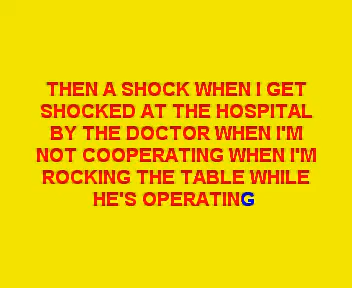 THEN A SHOCK WHEN I GET
SHOCKED AT THE HOSPITAL
BY THE DOCTOR WHEN I'M
NOT COOPERATING WHEN I'M
ROCKING THE TABLE WHILE
HE'S OPERATING